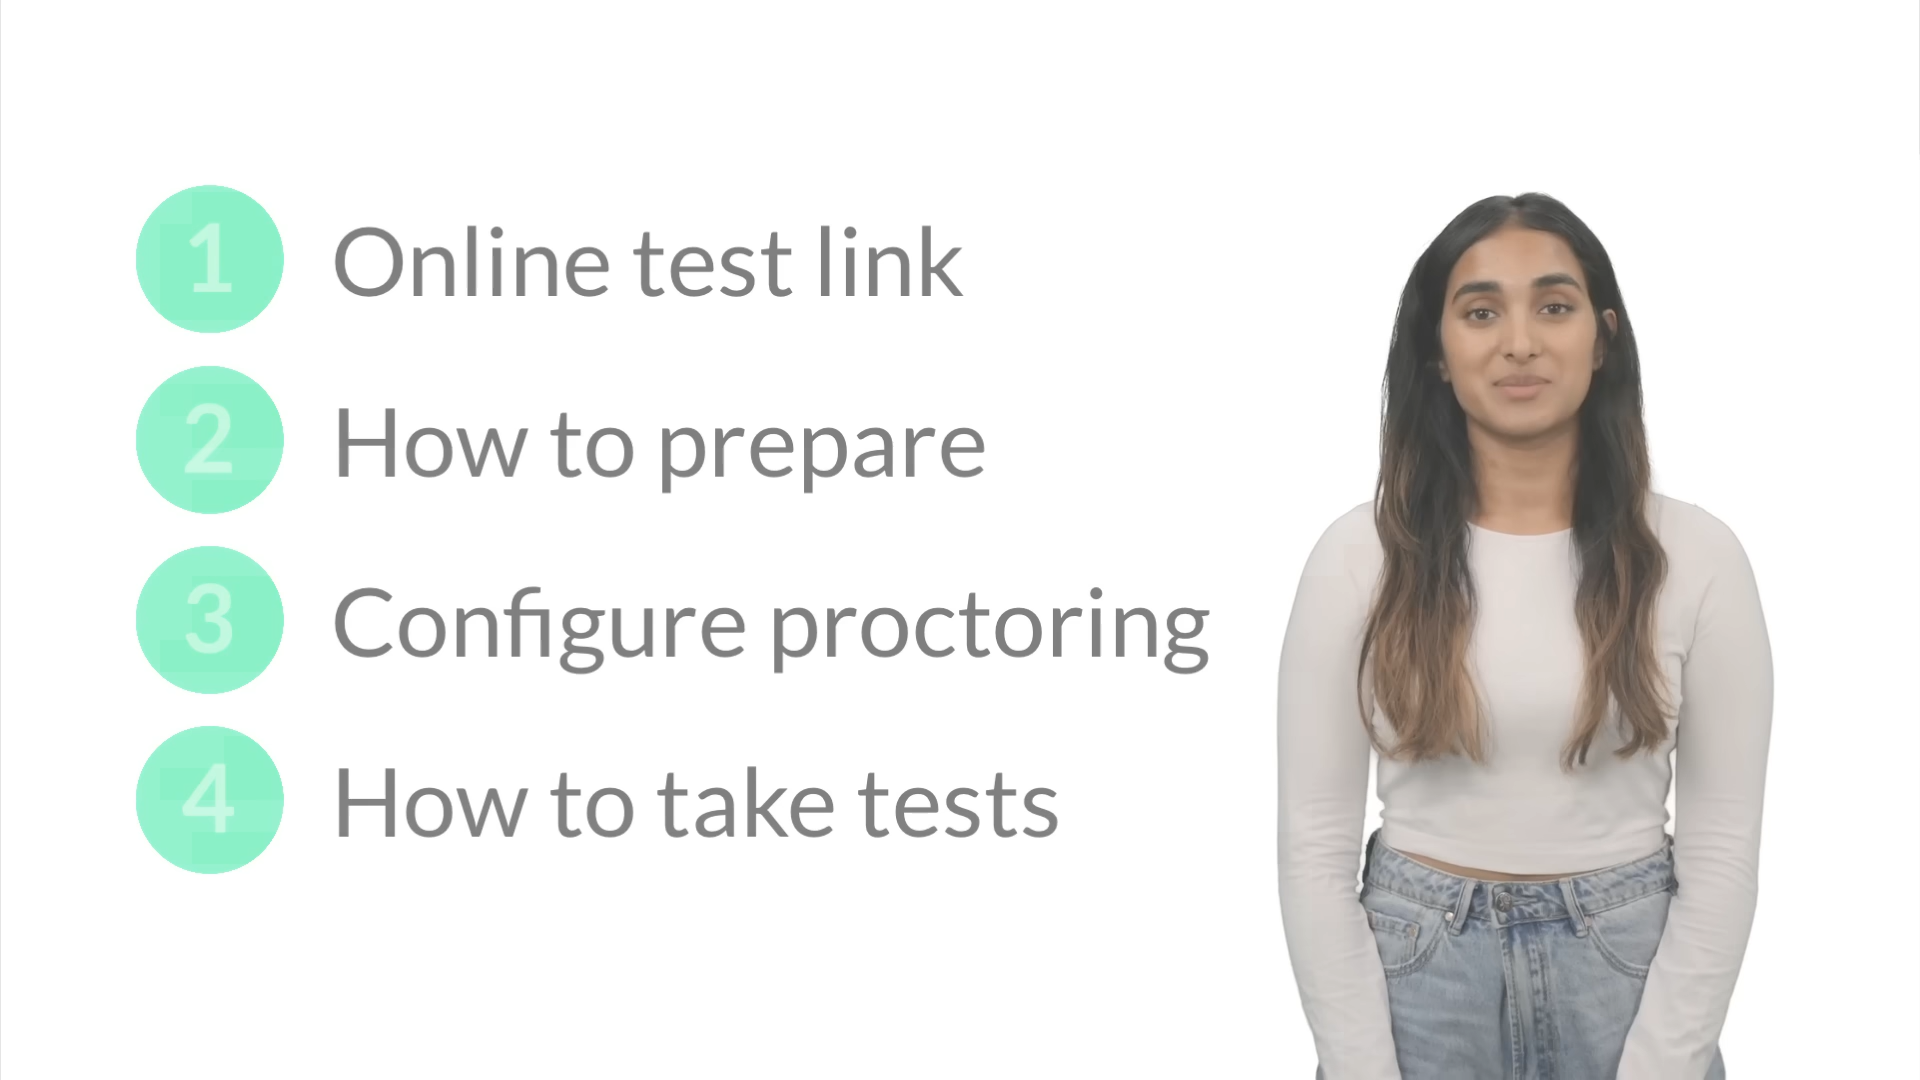 1 Online test link
2 How to prepare
3 Configure proctoring
4 How to take tests